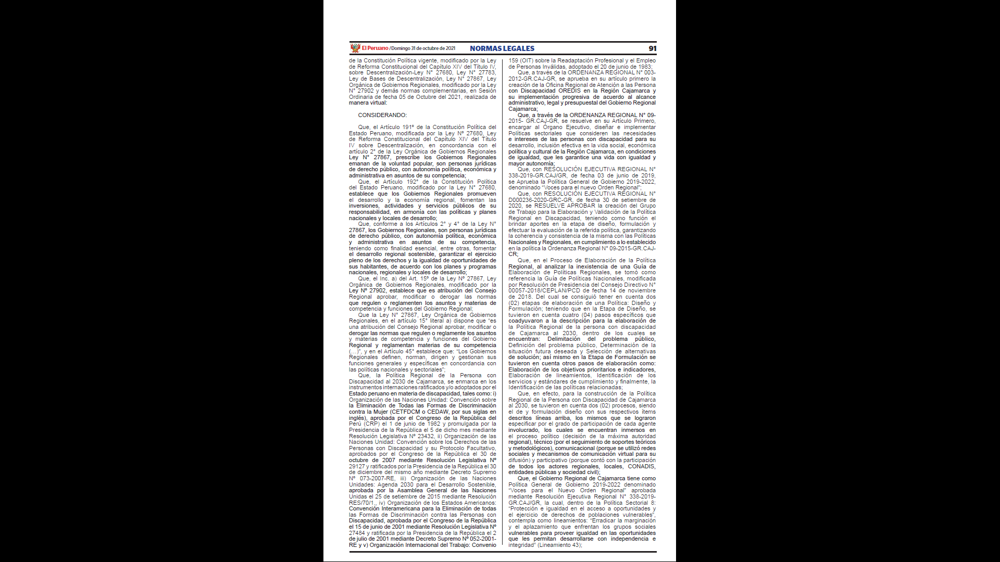 El Peruano / Domingo 31 de octubre de 2021
NORMAS LEGALES
91
de la Constitución Política vigente, modificado por la Ley
de Reforma Constitucional del Capítulo XIV del Título IV,
sobre Descentralización-Ley N° 27680, Ley N° 27783,
Ley de Bases de Descentralización, Ley N° 27867, Ley
Orgánica de Gobiernos Regionales, modificado por la Ley
N° 27902 y demás normas complementarias, en Sesión
Ordinaria de fecha 05 de Octubre del 2021, realizada de
manera virtual:
CONSIDERANDO:
Que, el Artículo 191º de la Constitución Política del
Estado Peruano, modificada por la Ley Nº 27680, Ley
de Reforma Constitucional del Capítulo XIV del Título
IV sobre Descentralización, en concordancia con el
artículo 2° de la Ley Orgánica de Gobiernos Regionales
Ley N° 27867, prescribe los Gobiernos Regionales
emanan de la voluntad popular, son personas jurídicas
de derecho público, con autonomía política, económica y
administrativa en asuntos de su competencia;
Que, el Artículo 192° de la Constitución Política
del Estado Peruano, modificado por la Ley N° 27680,
establece que los Gobiernos Regionales promueven
el desarrollo y la economía regional, fomentan las
inversiones, actividades y servicios públicos de su
responsabilidad, en armonía con las políticas y planes
nacionales y locales de desarrollo;
Que, conforme a los Artículos 2° y 4° de la Ley N°
27867, los Gobiernos Regionales, son personas jurídicas
de derecho público, con autonomía política, económica
y administrativa en asuntos de su competencia,
teniendo como finalidad esencial, entre otras, fomentar
el desarrollo regional sostenible, garantizar el ejercicio
pleno de los derechos y la igualdad de oportunidades de
sus habitantes, de acuerdo con los planes y programas
nacionales, regionales y locales de desarrollo;
Que, el Inc. a) del Art. 15º de la Ley N° 27867, Ley
Orgánica de Gobiernos Regionales, modificado por la
Ley Nº 27902, establece que es atribución del Consejo
Regional aprobar, modificar o derogar las normas
que regulen o reglamenten los asuntos y materias de
competencia y funciones del Gobierno Regional;
Que la Ley N° 27867, Ley Orgánica de Gobiernos
Regionales, en el artículo 15° literal a) dispone que “es
una atribución del Consejo Regional aprobar, modificar o
derogar las normas que regulen o reglamente los asuntos
y materias de competencia y funciones del Gobierno
Regional y reglamentan materias de su competencia
(…)”, y en el Artículo 45° establece que: “Los Gobiernos
Regionales definen, norman, dirigen y gestionan sus
funciones generales y específicas en concordancia con
las políticas nacionales y sectoriales”;
Que, la Política Regional de la Persona con
Discapacidad al 2030 de Cajamarca, se enmarca en los
instrumentos internaciones ratificados y/o adoptados por el
Estado peruano en materia de discapacidad, tales como: i)
Organización de las Naciones Unidad: Convención sobre
la Eliminación de Todas las Formas de Discriminación
contra la Mujer (CETFDCM o CEDAW, por sus siglas en
inglés), aprobada por el Congreso de la República del
Perú (CRP) el 1 de junio de 1982 y promulgada por la
Presidencia de la República el 5 de dicho mes mediante
Resolución Legislativa Nº 23432, ii) Organización de las
Naciones Unidad: Convención sobre los Derechos de las
Personas con Discapacidad y su Protocolo Facultativo,
aprobados por el Congreso de la República el 30 de
octubre de 2007 mediante Resolución Legislativa Nº
29127 y ratificados por la Presidencia de la República el 30
de diciembre del mismo año mediante Decreto Supremo
Nº 073-2007-RE, iii) Organización de las Naciones
Unidades: Agenda 2030 para el Desarrollo Sostenible,
aprobada por la Asamblea General de las Naciones
Unidas el 25 de setiembre de 2015 mediante Resolución
RES/70/1., iv) Organización de los Estados Americanos:
Convención Interamericana para la Eliminación de todas
las Formas de Discriminación contra las Personas con
Discapacidad, aprobada por el Congreso de la República
el 15 de junio de 2001 mediante Resolución Legislativa Nº
27484 y ratificada por la Presidencia de la República el 2
de julio de 2001 mediante Decreto Supremo Nº 052-2001-
RE y v) Organización Internacional del Trabajo: Convenio
159 (OIT) sobre la Readaptación Profesional y el Empleo
de Personas Inválidas, adoptado el 20 de junio de 1983;
Que, a través de la ORDENANZA REGIONAL N° 003-
2012-GR.CAJ-GR, se aprueba en su artículo primero la
creación de la Oficina Regional de Atención a las Persona
con Discapacidad OREDIS en la Región Cajamarca y
su implementación progresiva de acuerdo al alcance
administrativo, legal y presupuestal del Gobierno Regional
Cajamarca;
Que, a través de la ORDENANZA REGIONAL N° 09-
2015- GR.CAJ-GR, se resuelve en su Artículo Primero,
encargar al Órgano Ejecutivo, diseñar e implementar
Políticas sectoriales que consideren las necesidades
e intereses de las personas con discapacidad para su
desarrollo, inclusión efectiva en la vida social, económica
política y cultural de la Región Cajamarca, en condiciones
de igualdad, que les garantice una vida con igualdad y
mayor autonomía;
Que, con RESOLUCIÓN EJECUTIVA REGIONAL N°
338-2019-GR.CAJ/GR, de fecha 03 de junio de 2019,
se Aprueba la Política General de Gobierno 2019-2022,
denominado “Voces para el nuevo Orden Regional”;
Que, con RESOLUCIÓN EJECUTIVA REGIONAL N°
D000236-2020-GRC-GR, de fecha 30 de setiembre de
2020, se RESUELVE APROBAR la creación del Grupo
de Trabajo para la Elaboración y Validación de la Política
Regional en Discapacidad, teniendo como función el
brindar aportes en la etapa de diseño, formulación y
efectuar la evaluación de la referida política, garantizando
la coherencia y consistencia de la misma con las Políticas
Nacionales y Regionales, en cumplimiento a lo establecido
en la política la Ordenanza Regional N° 09-2015-GR.CAJ-
CR;
Que, en el Proceso de Elaboración de la Política
Regional, al analizar la inexistencia de una Guía de
Elaboración de Políticas Regionales, se tomó como
referencia la Guía de Políticas Nacionales, modificada
por Resolución de Presidencia del Consejo Directivo N°
00057-2018/CEPLAN/PCD de fecha 14 de noviembre
de 2018. Del cual se consiguió tener en cuenta dos
(02) etapas de elaboración de una Política: Diseño y
Formulación; teniendo que en la Etapa de Diseño, se
tuvieron en cuenta cuatro (04) pasos específicos que
coadyuvaron a la descripción para la elaboración de
la Política Regional de la persona con discapacidad
de Cajamarca al 2030, dentro de los cuales se
encuentran: Delimitación del problema público,
Definición del problema público, Determinación de la
situación futura deseada y Selección de alternativas
de solución; así mismo en la Etapa de Formulación se
tuvieron en cuenta otros pasos de elaboración como:
Elaboración de los objetivos prioritarios e indicadores,
Elaboración de lineamientos, Identificación de los
servicios y estándares de cumplimiento y finalmente, la
Identificación de las políticas relacionadas;
Que, en efecto, para la construcción de la Política
Regional de la Persona con Discapacidad de Cajamarca
al 2030, se tuvieron en cuenta dos (02) procesos, siendo
el de y formulación diseño con sus respectivos ítems
descritos líneas arriba, los mismos que se lograron
especificar por el grado de participación de cada agente
involucrado, los cuales se encuentran inmersos en
el proceso político (decisión de la máxima autoridad
regional), técnico (por el seguimiento de soportes teóricos
y metodológicos), comunicacional (porque se utilizó redes
sociales y mecanismos de comunicación virtual para su
difusión) y participativo (porque contó con la participación
de todos los actores regionales, locales, CONADIS,
entidades públicas y sociedad civil);
Que, el Gobierno Regional de Cajamarca tiene como
Política General de Gobierno 2019-2022 denominado
“Voces para el Nuevo Orden Regional” aprobada
mediante Resolución Ejecutiva Regional N° 338-2019-
GR.CAJ/GR, la cual, dentro de la Política Sectorial 8:
“Protección e igualdad en el acceso a oportunidades y
el ejercicio de derechos de poblaciones vulnerables”,
contempla como lineamientos: “Erradicar la marginación
y el aplazamiento que enfrentan los grupos sociales
vulnerables para proveer igualdad en las oportunidades
que les permitan desarrollarse con independencia e
integridad” (Lineamiento 43);